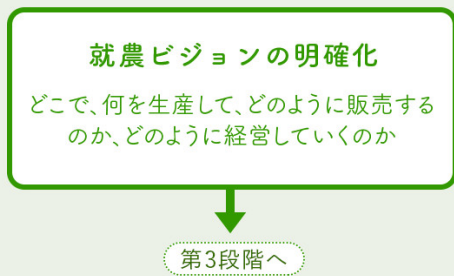 就農ビジョンの明確化
どこで、何を生産して、どのように販売する
のか、どのように経営していくのか
第3段階へ